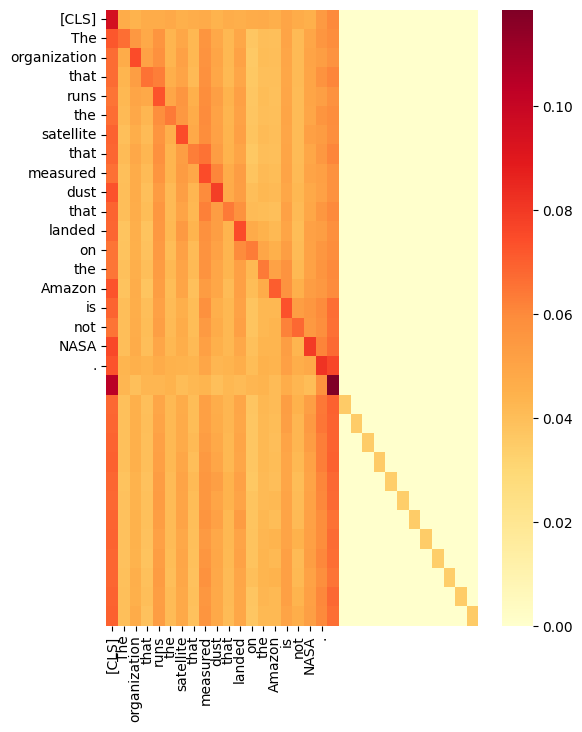 [CLS]
The
organization
that
runs
the
satellite
that
measured
dust
that
landed
on
the
Amazon
is
not
NASA
.
[CLS]
The
organization
that
runs
the
satellite
that
measured
dust
that
landed
on
the
Amazon
is
not
NASA
.
0.10
0.08
0.06
0.04
0.02
0.00